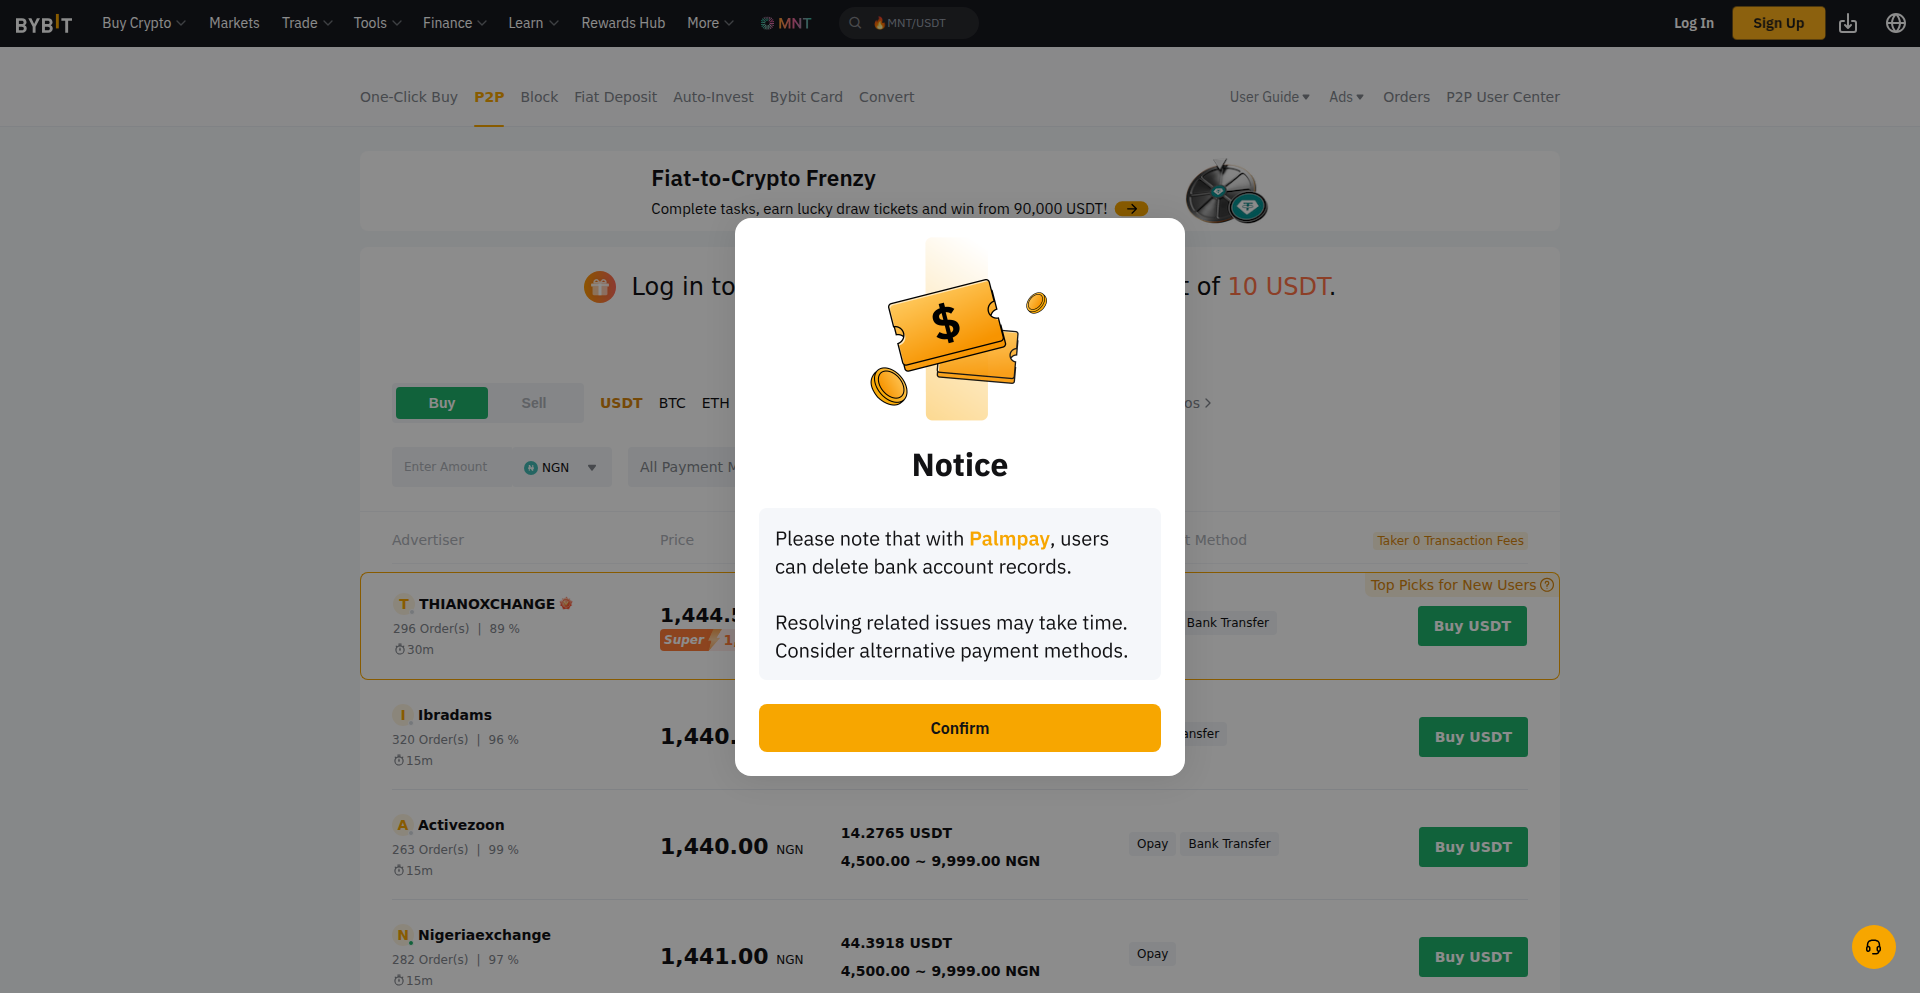 BYBIT Buy Crypto Markets Trade Tools Finance Learn Rewards Hub More MNT MNT/USDT Log In Sign Up
One-Click Buy P2P Block Fiat Deposit Auto-Invest Bybit Card Convert User Guide Ads Orders P2P User Center
Fiat-to-Crypto Frenzy
Complete tasks, earn lucky draw tickets and win from 90,000 USDT!
Log in to of 10 USDT.
Buy Sell USDT BTC ETH os
Enter Amount NGN All Payment M
$
Notice
Please note that with Palmpay, users
can delete bank account records.
Resolving related issues may take time.
Consider alternative payment methods.
Confirm
Advertiser Price Method Taker 0 Transaction Fees
Top Picks for New Users
T THIANOXCHANGE
296 Order(s) | 89 %
30m
1,444.5
Super 1,
Bank Transfer
Buy USDT
I Ibradams
320 Order(s) | 96 %
15m
1,440.
ansfer
Buy USDT
A Activezoon
263 Order(s) | 99 %
15m
1,440.00 NGN
14.2765 USDT
4,500.00 ~ 9,999.00 NGN
Opay Bank Transfer
Buy USDT
N Nigeriaexchange
282 Order(s) | 97 %
15m
1,441.00 NGN
44.3918 USDT
4,500.00 ~ 9,999.00 NGN
Opay
Buy USDT